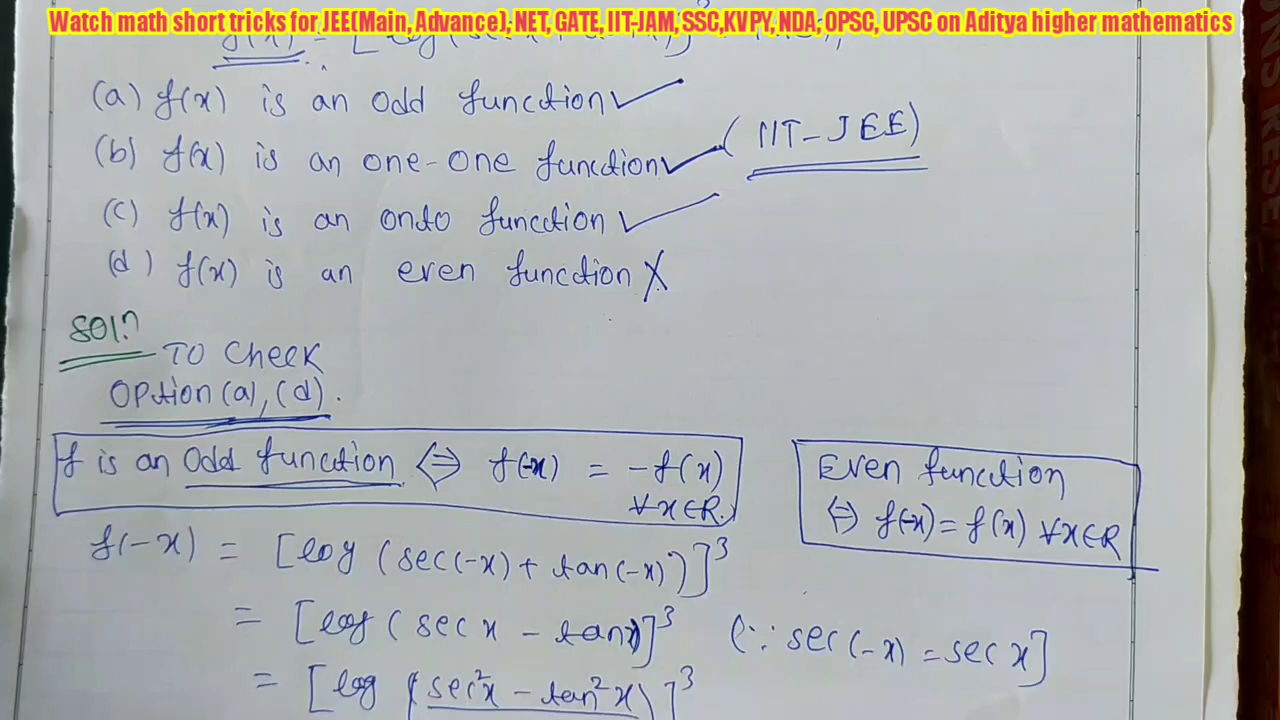 Watch math short tricks for JEE(Main, Advance), NET, GATE, IIT-JAM, SSC,KVPY, NDA, OPSC, UPSC on Aditya higher mathematics
(a) f(x) is an odd function ✓
(b) f(x) is an one-one function ✓ (IIT-JEE)
(c) f(x) is an onto function ✓
(d) f(x) is an even function X
Sol?
TO Check
Option (a), (d).
f is an Odd function ⇔ f(-x) = -f(x)
∀x∈R.
Even function
⇔ f(-x) = f(x) ∀x∈R
f(-x) = [log (sec(-x) + tan(-x))]³
= [log (sec x - tan x)]³ (∵ sec(-x) = sec x]
= [log (sec²x - tan²x)]³